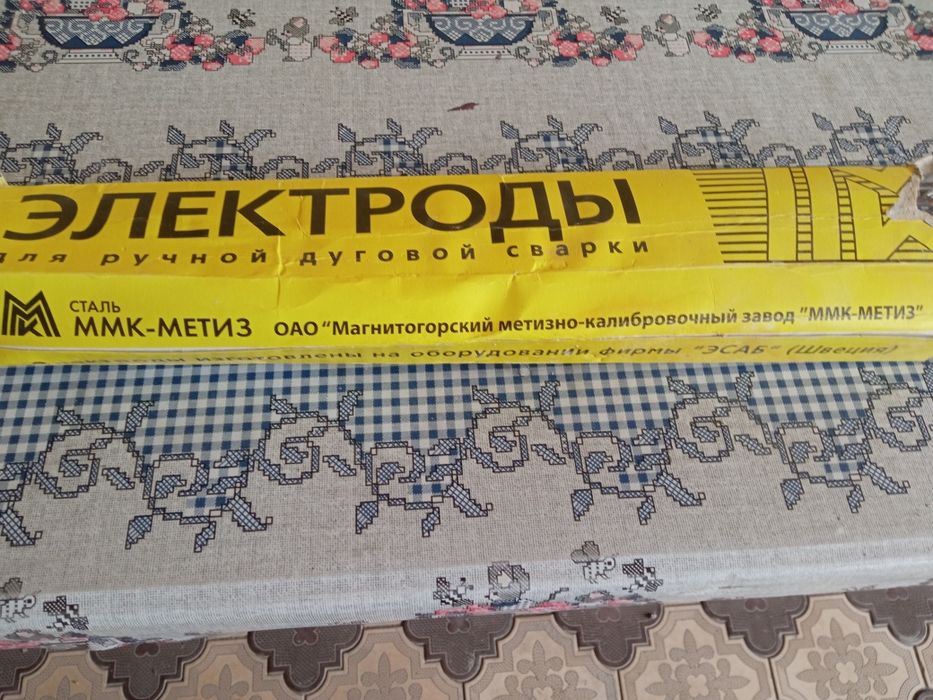 ЭЛЕКТРОДЫ
для ручной дуговой сварки
ММК
СТАЛЬ
ММК-МЕТИЗ
ОАО "Магнитогорский метизно-калибровочный завод "ММК-МЕТИЗ"
изготовлены на оборудовании фирмы "ЭСАБ" (Швеция)